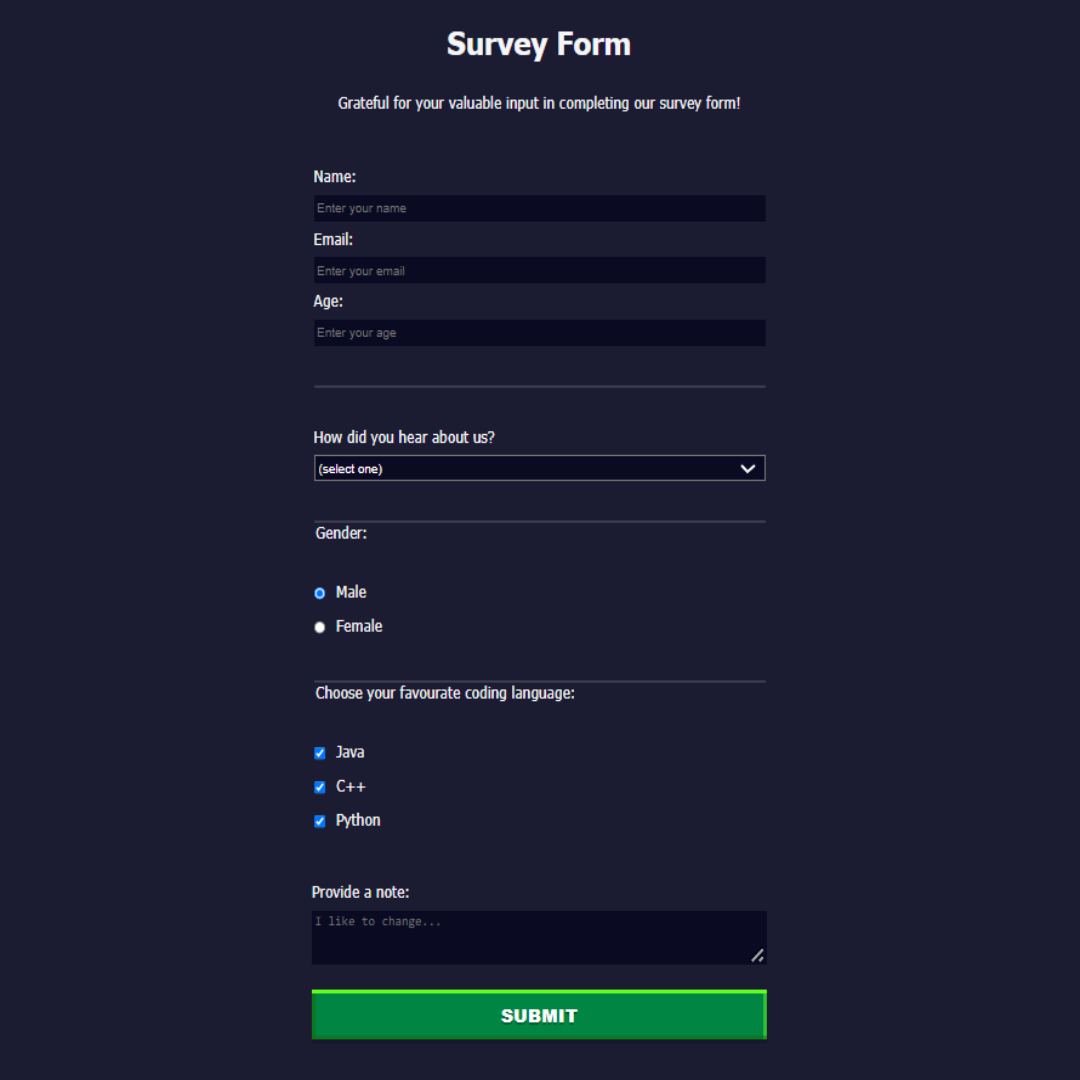 Survey Form
Grateful for your valuable input in completing our survey form!
Name:
Enter your name
Email:
Enter your email
Age:
Enter your age
How did you hear about us?
(select one)
Gender:
Male
Female
Choose your favourate coding language:
Java
C++
Python
Provide a note:
I like to change...
SUBMIT